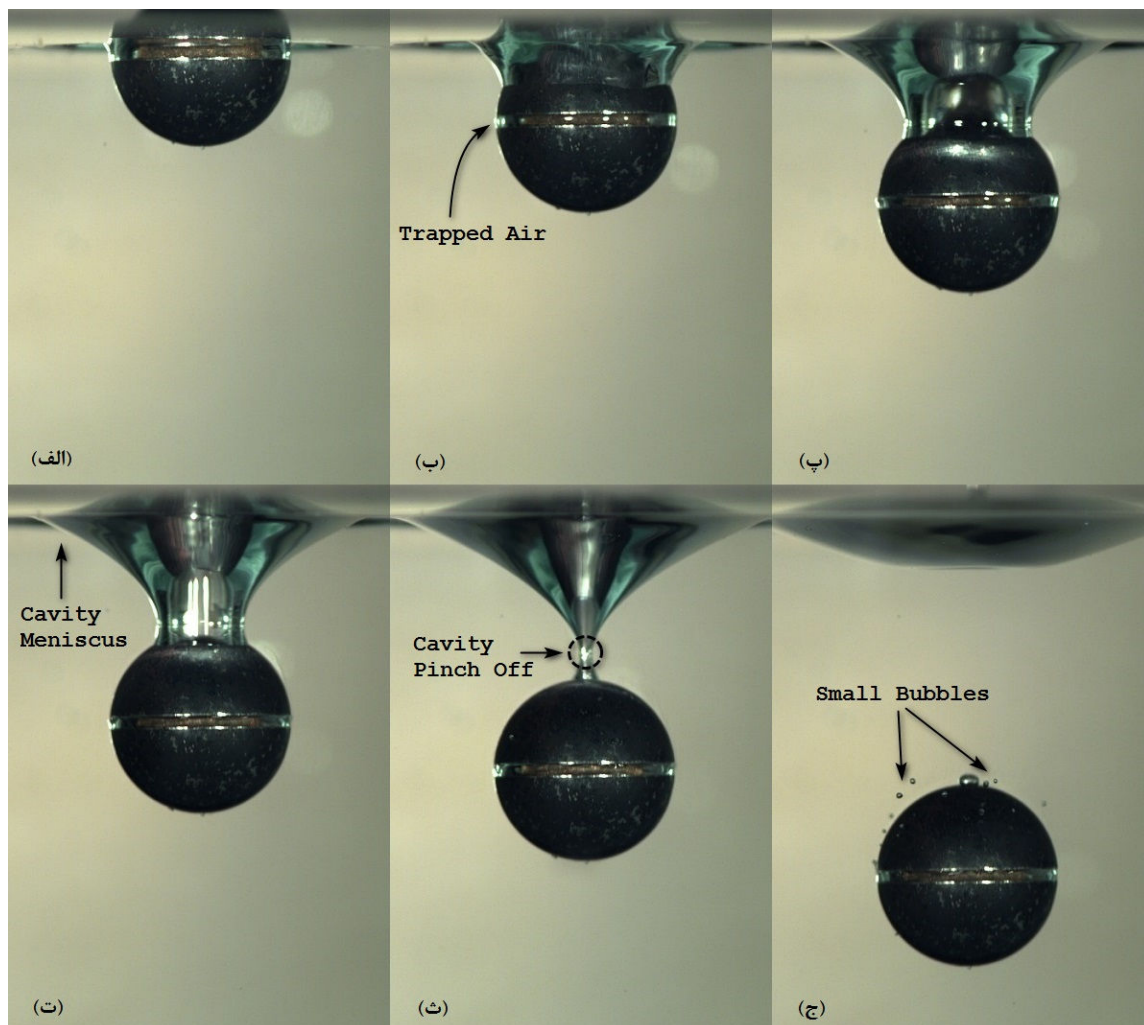 Trapped Air
(الف)
(ب)
(پ)
Cavity
Meniscus
Cavity
Pinch Off
Small Bubbles
(ت)
(ث)
(ج)